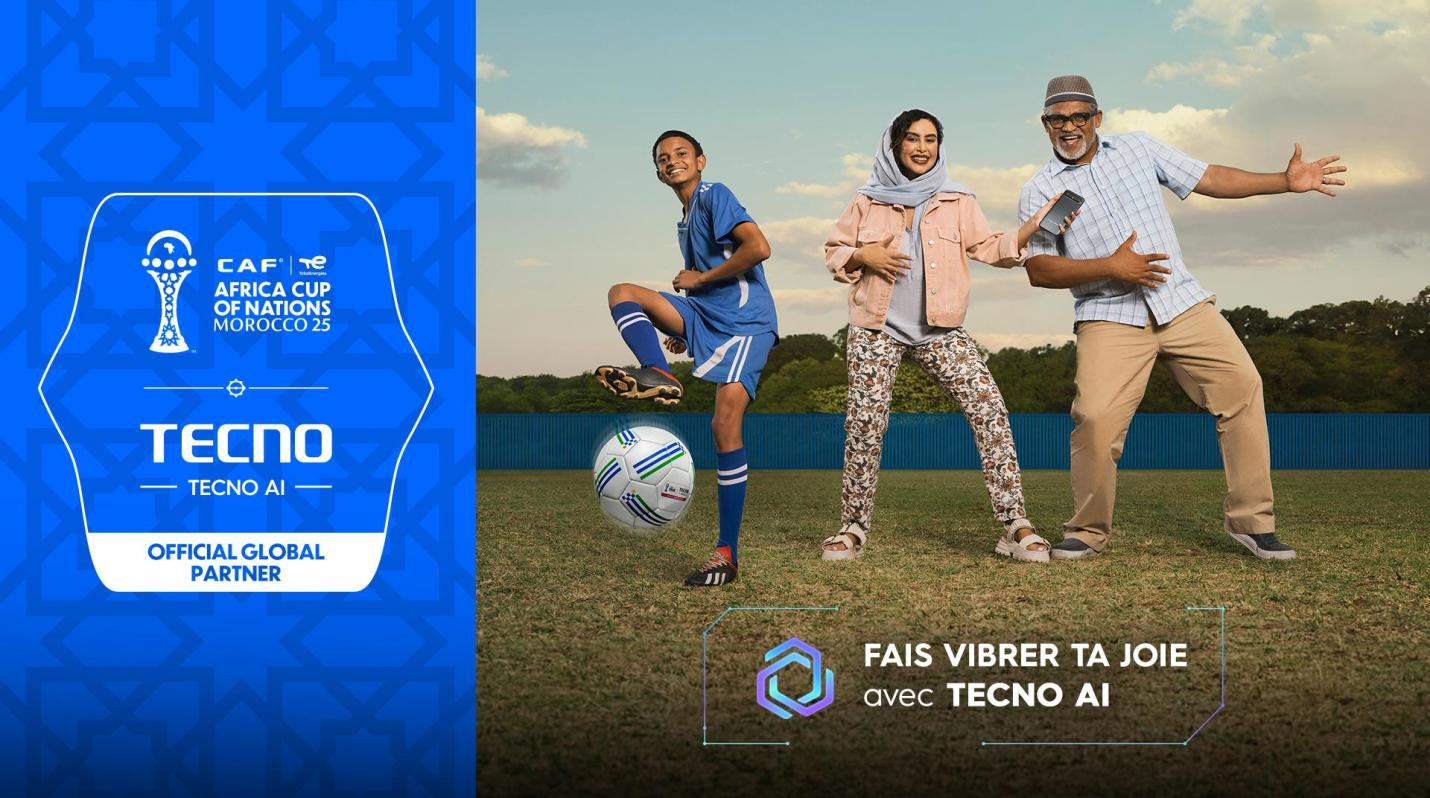 CAF
TotalEnergies
AFRICA CUP
OF NATIONS
MOROCCO 25
TECNO
TECNO AI
OFFICIAL GLOBAL
PARTNER
FAIS VIBRER TA JOIE
avec TECNO AI